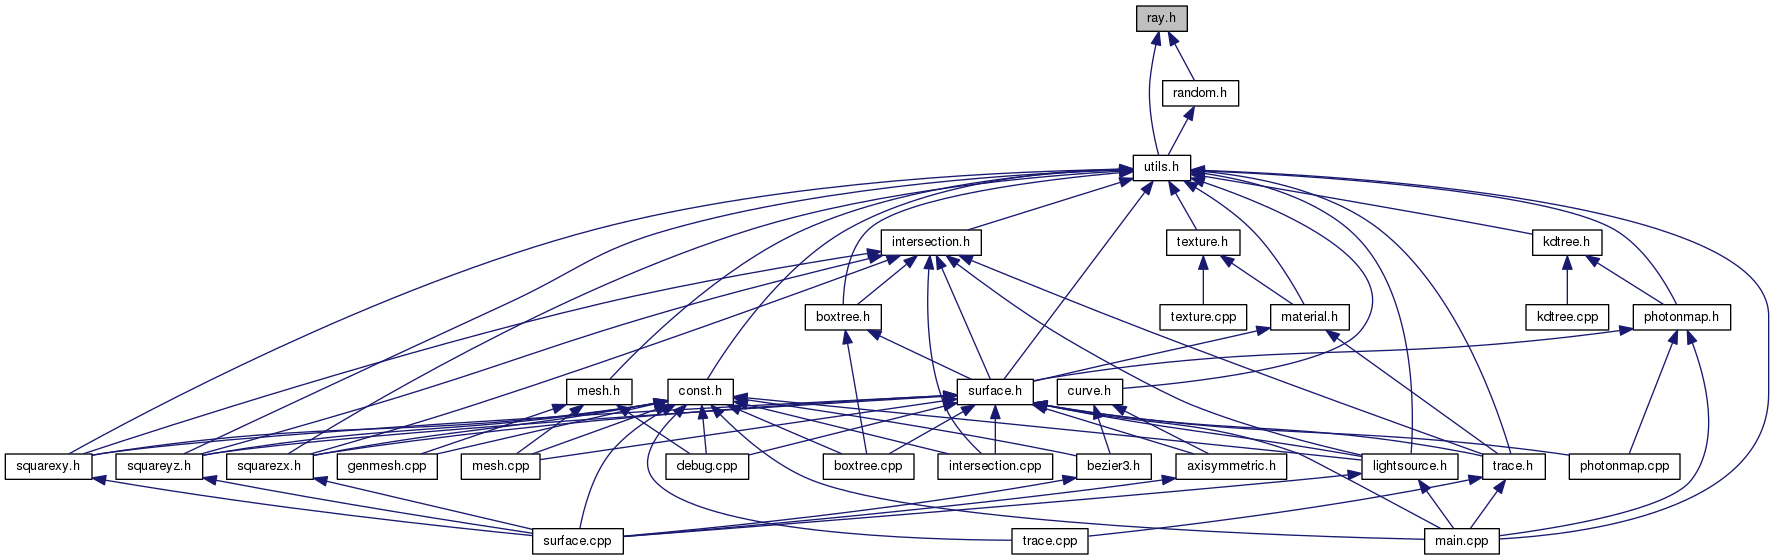 ray.h
random.h
utils.h
intersection.h
texture.h
kdtree.h
boxtree.h
texture.cpp
material.h
kdtree.cpp
photonmap.h
mesh.h
const.h
surface.h
curve.h
squarexy.h
squareyz.h
squarezx.h
genmesh.cpp
mesh.cpp
debug.cpp
boxtree.cpp
intersection.cpp
bezier3.h
axisymmetric.h
lightsource.h
trace.h
photonmap.cpp
surface.cpp
trace.cpp
main.cpp